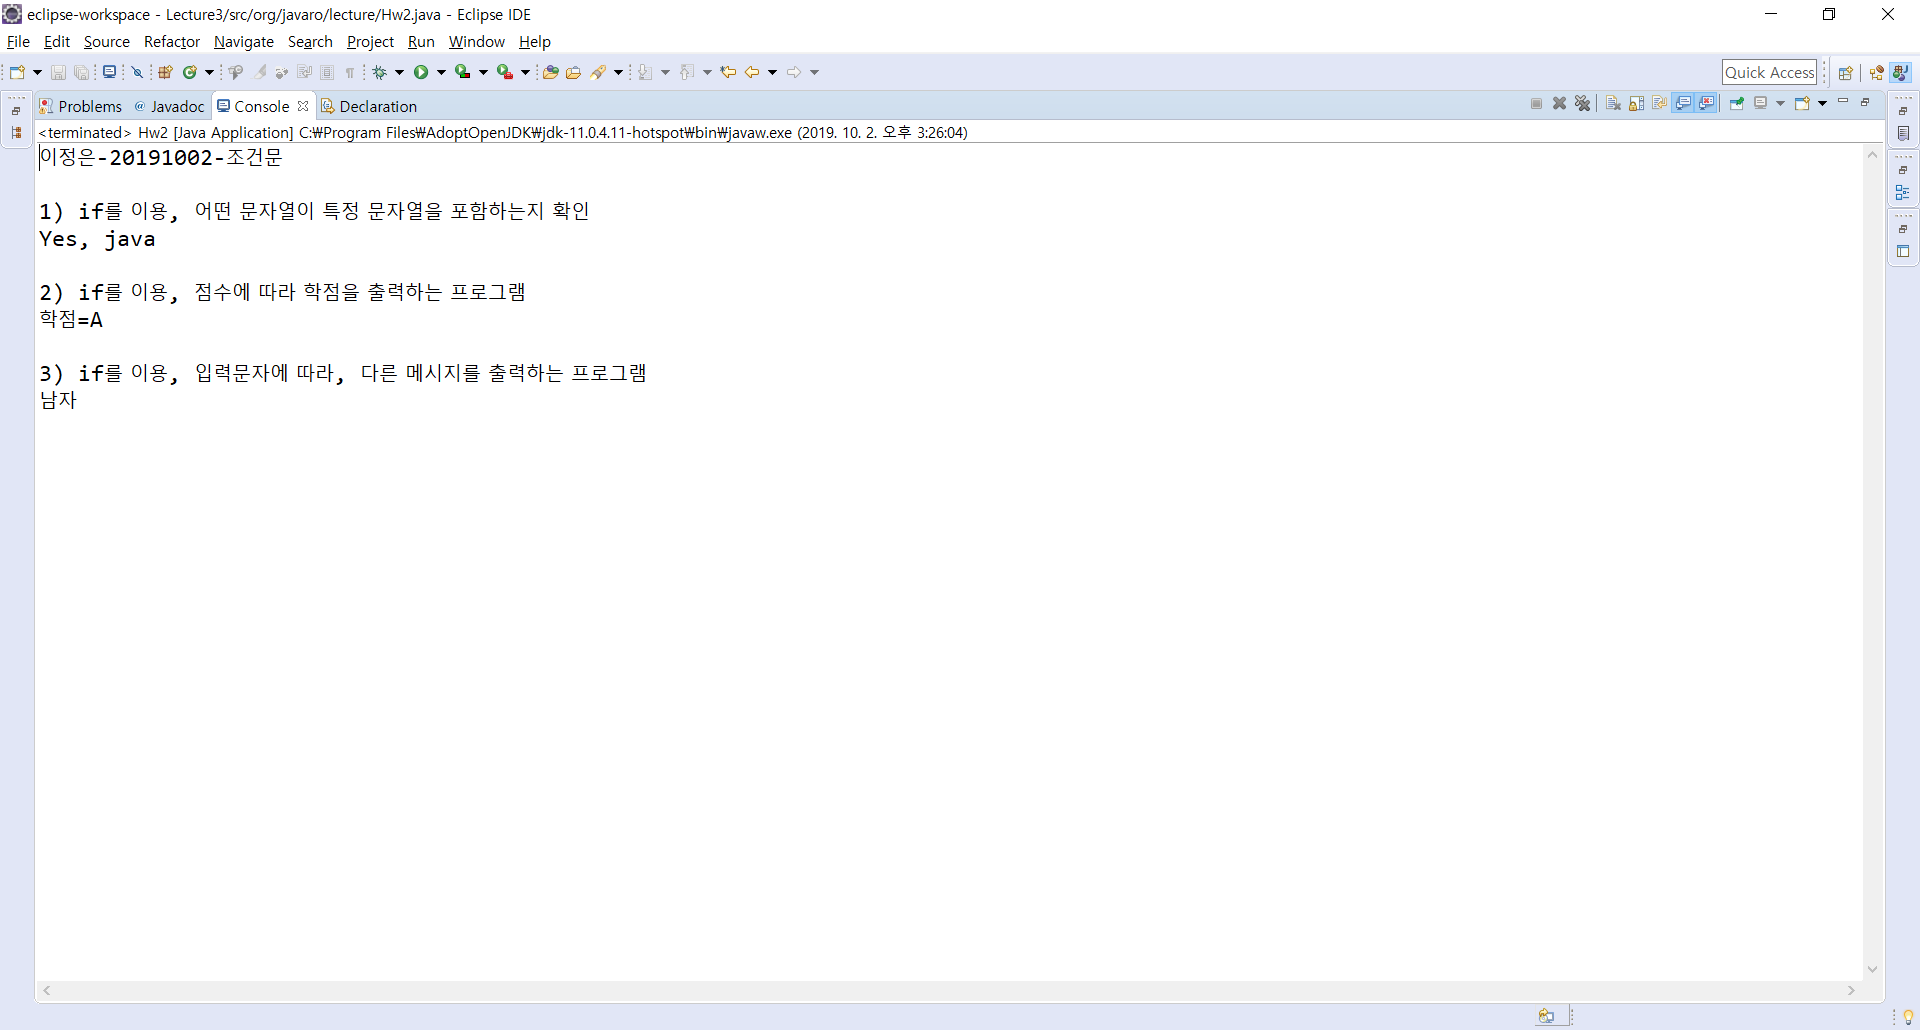 eclipse-workspace - Lecture3/src/org/javaro/lecture/Hw2.java - Eclipse IDE
File Edit Source Refactor Navigate Search Project Run Window Help
Quick Access
Problems @ Javadoc Console Declaration
<terminated> Hw2 [Java Application] C:₩Program Files₩AdoptOpenJDK₩jdk-11.0.4.11-hotspot₩bin₩javaw.exe (2019. 10. 2. 오후 3:26:04)
이정은-20191002-조건문
1) if를 이용, 어떤 문자열이 특정 문자열을 포함하는지 확인
Yes, java
2) if를 이용, 점수에 따라 학점을 출력하는 프로그램
학점=A
3) if를 이용, 입력문자에 따라, 다른 메시지를 출력하는 프로그램
남자